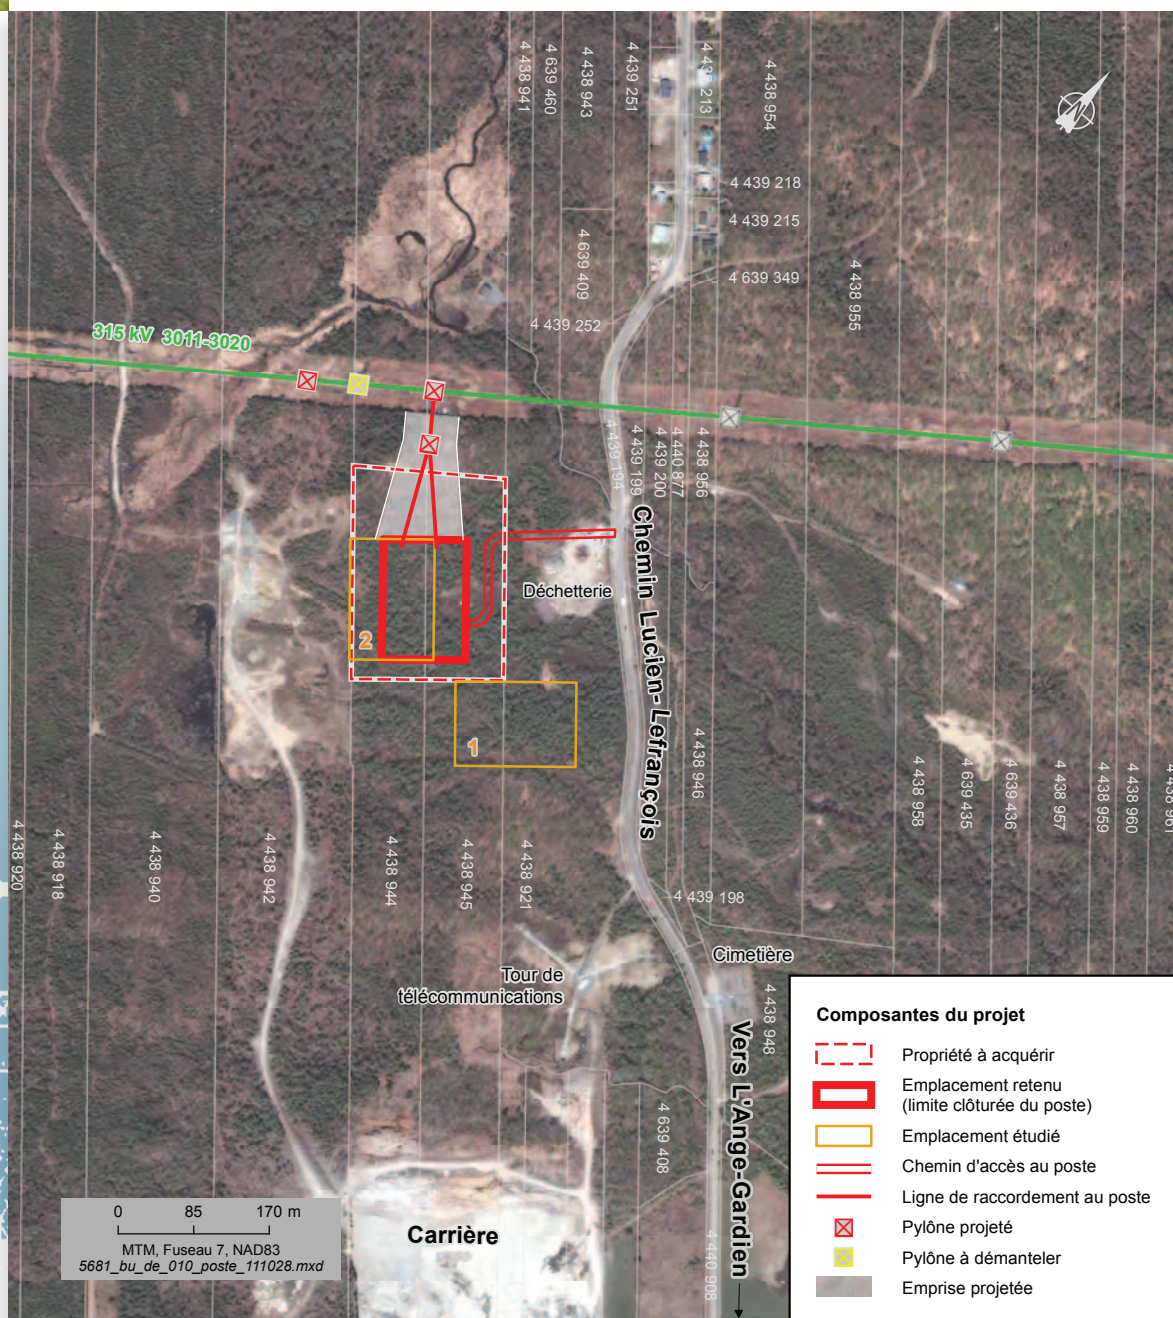 4 438 941
4 639 460
4 438 943
4 439 251
4 439 213
4 438 954
4 439 218
4 439 215
4 639 409
4 639 349
4 438 955
4 439 252
315 kV 3011-3020
4 439 194
4 439 199
4 439 200
4 440 877
4 438 956
Chemin Lucien-Lefrançois
Déchetterie
2
1
4 438 946
4 438 958
4 639 435
4 639 436
4 438 957
4 438 959
4 438 960
4 438 961
4 438 920
4 438 918
4 438 940
4 438 942
4 438 944
4 438 945
4 438 921
4 439 198
Cimetière
Tour de
télécommunications
4 438 948
Vers L'Ange-Gardien
4 639 408
4 440 908
Carrière
0 85 170 m
MTM, Fuseau 7, NAD83
5681_bu_de_010_poste_111028.mxd
Composantes du projet
Propriété à acquérir
Emplacement retenu
(limite clôturée du poste)
Emplacement étudié
Chemin d'accès au poste
Ligne de raccordement au poste
Pylône projeté
Pylône à démanteler
Emprise projetée